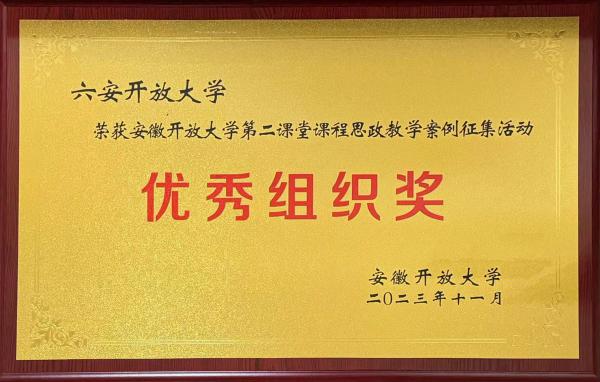 六安开放大学
荣获安徽开放大学第二课堂课程思政教学案例征集活动
优秀组织奖
安徽开放大学
二〇二三年十一月